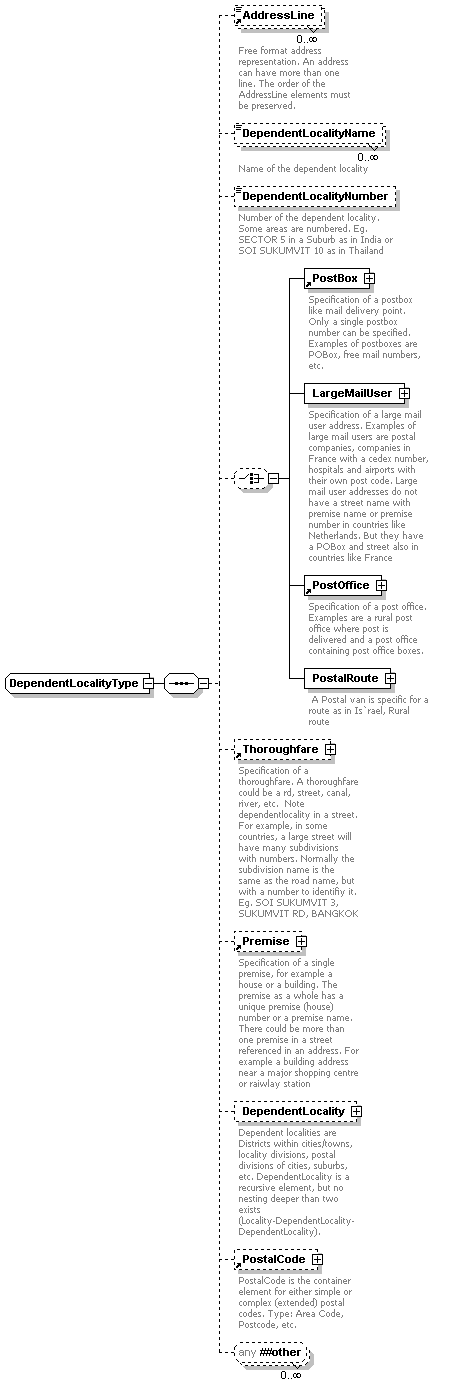 AddressLine
0..∞
Free format address
representation. An address
can have more than one
line. The order of the
AddressLine elements must
be preserved.
DependentLocalityName
0..∞
Name of the dependent locality
DependentLocalityNumber
Number of the dependent locality.
Some areas are numbered. Eg.
SECTOR 5 in a Suburb as in India or
SOI SUKUMVIT 10 as in Thailand
PostBox
Specification of a postbox
like mail delivery point.
Only a single postbox
number can be specified.
Examples of postboxes are
POBox, free mail numbers,
etc.
LargeMailUser
Specification of a large mail
user address. Examples of
large mail users are postal
companies, companies in
France with a cedex number,
hospitals and airports with
their own post code. Large
mail user addresses do not
have a street name with
premise name or premise
number in countries like
Netherlands. But they have
a POBox and street also in
countries like France
PostOffice
Specification of a post office.
Examples are a rural post
office where post is
delivered and a post office
containing post office boxes.
DependentLocalityType
PostalRoute
A Postal van is specific for a
route as in Is`rael, Rural
route
Thoroughfare
Specification of a
thoroughfare. A thoroughfare
could be a rd, street, canal,
river, etc.  Note
dependentlocality in a street.
For example, in some
countries, a large street will
have many subdivisions
with numbers. Normally the
subdivision name is the
same as the road name, but
with a number to identifiy it.
Eg. SOI SUKUMVIT 3,
SUKUMVIT RD, BANGKOK
Premise
Specification of a single
premise, for example a
house or a building. The
premise as a whole has a
unique premise (house)
number or a premise name.
There could be more than
one premise in a street
referenced in an address. For
example a building address
near a major shopping centre
or raiwlay station
DependentLocality
Dependent localities are
Districts within cities/towns,
locality divisions, postal
divisions of cities, suburbs,
etc. DependentLocality is a
recursive element, but no
nesting deeper than two
exists
(Locality-DependentLocality-
DependentLocality).
PostalCode
PostalCode is the container
element for either simple or
complex (extended) postal
codes. Type: Area Code,
Postcode, etc.
any ##other
0..∞